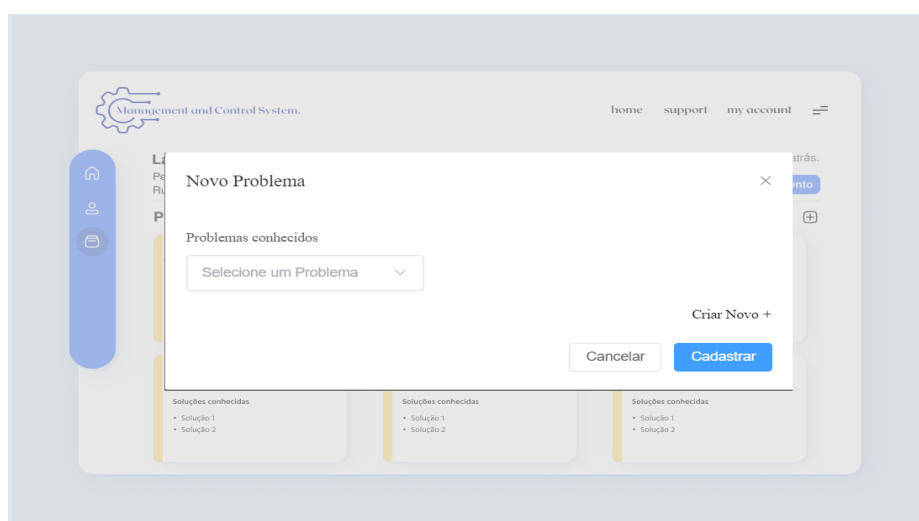 Management and Control System.
home support my account
atrás.
Novo Problema
Problemas conhecidos
Selecione um Problema
Criar Novo +
Cancelar
Cadastrar
Soluções conhecidas
• Solução 1
• Solução 2
Soluções conhecidas
• Solução 1
• Solução 2
Soluções conhecidas
• Solução 1
• Solução 2